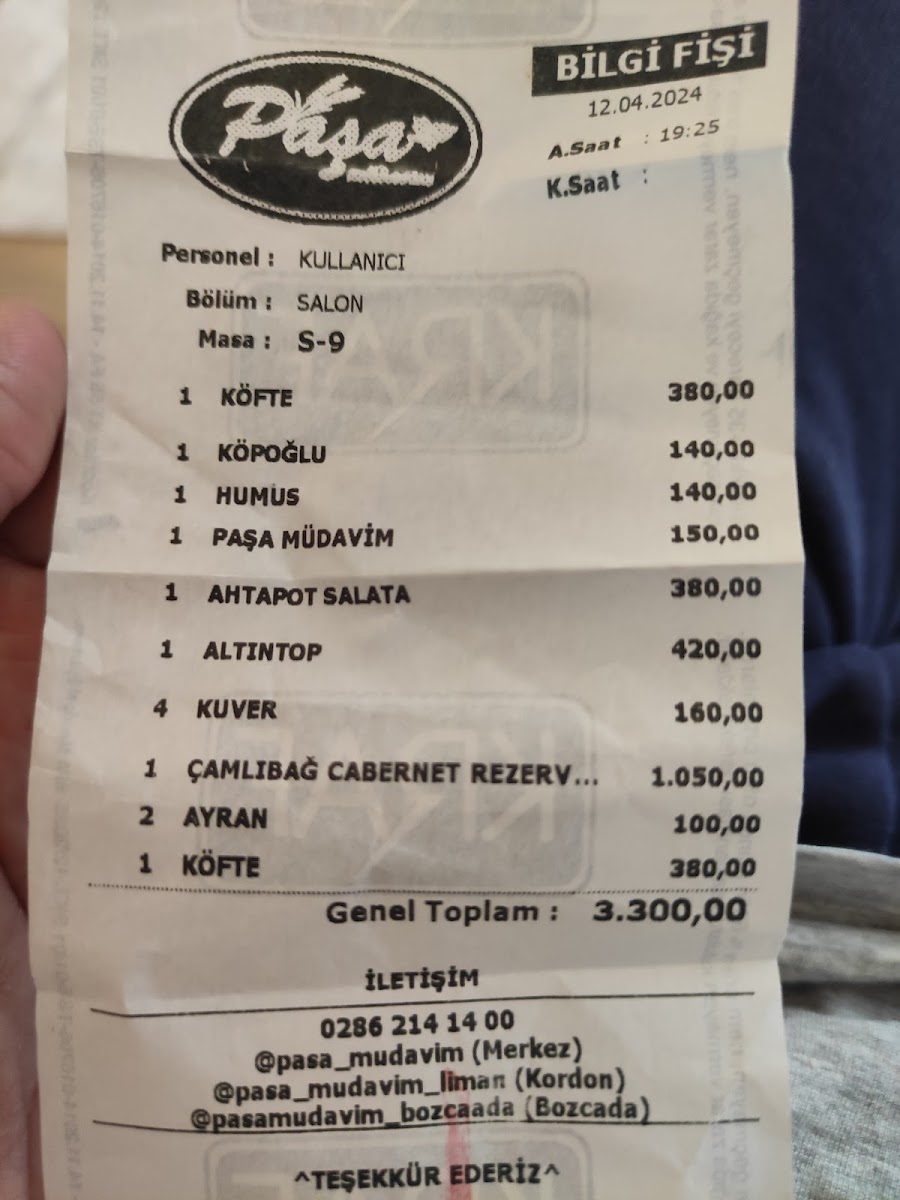 Paşa
BİLGİ FİŞİ
12.04.2024
A.Saat : 19:25
K.Saat :
Personel : KULLANICI
Bölüm : SALON
Masa : S-9
1 KÖFTE 380,00
1 KÖPOĞLU 140,00
1 HUMUS 140,00
1 PAŞA MÜDAVİM 150,00
1 AHTAPOT SALATA 380,00
1 ALTINTOP 420,00
4 KUVER 160,00
1 ÇAMLIBAĞ CABERNET REZERV... 1.050,00
2 AYRAN 100,00
1 KÖFTE 380,00
Genel Toplam : 3.300,00
İLETİŞİM
0286 214 14 00
@pasa_mudavim (Merkez)
@pasa_mudavim_liman (Kordon)
@pasamudavim_bozcaada (Bozcada)
^TEŞEKKÜR EDERİZ^